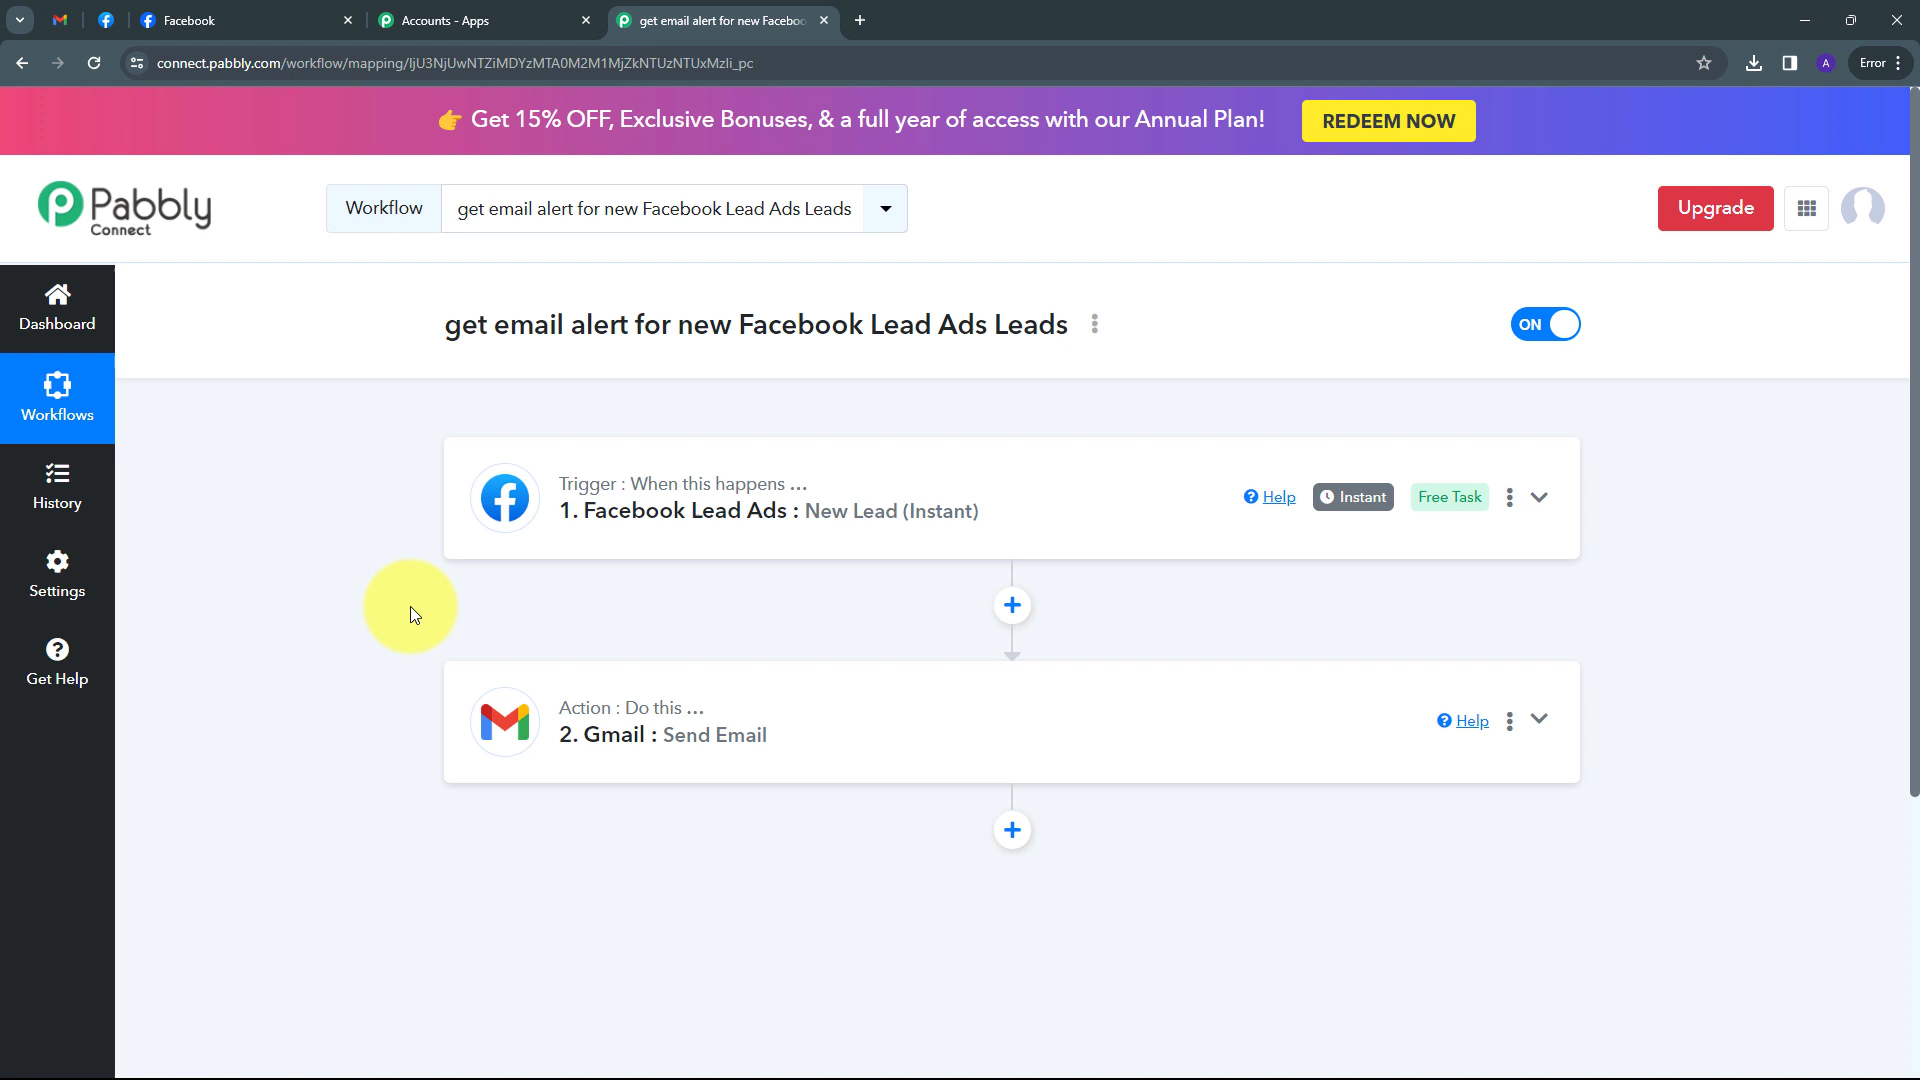 Facebook
Accounts - Apps
get email alert for new Faceboo
connect.pabbly.com/workflow/mapping/IjU3NjUwNTZiMDYzMTA0M2M1MjZkNTUzNTUxMzIi_pc
A
Error
👉 Get 15% OFF, Exclusive Bonuses, & a full year of access with our Annual Plan!
REDEEM NOW
Pabbly
Connect
Workflow
get email alert for new Facebook Lead Ads Leads
Upgrade
Dashboard
Workflows
History
Settings
Get Help
get email alert for new Facebook Lead Ads Leads
ON
Trigger : When this happens ...
1. Facebook Lead Ads : New Lead (Instant)
Help
Instant
Free Task
Action : Do this ...
2. Gmail : Send Email
Help